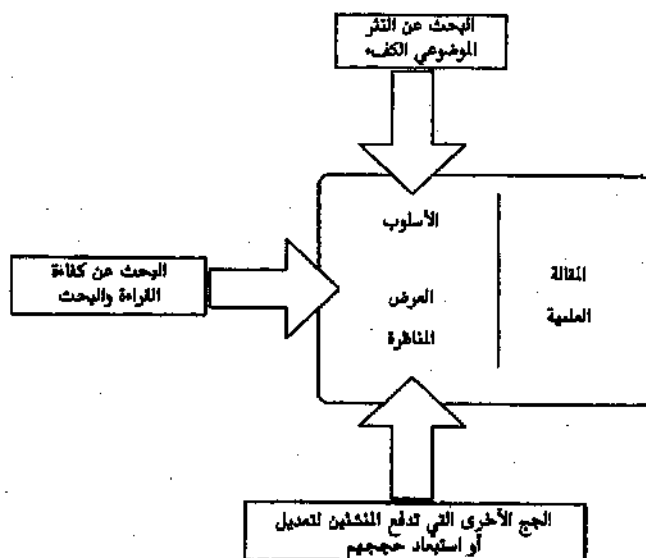 البحث عن النثر
الموضوعي الكفء
الأسلوب
المقالة
العلمية
البحث عن كفاءة
القراءة والبحث
العرض
المناظرة
الحجج الأخرى التي تدفع المنشئين لتعديل
أو استبعاد حججهم